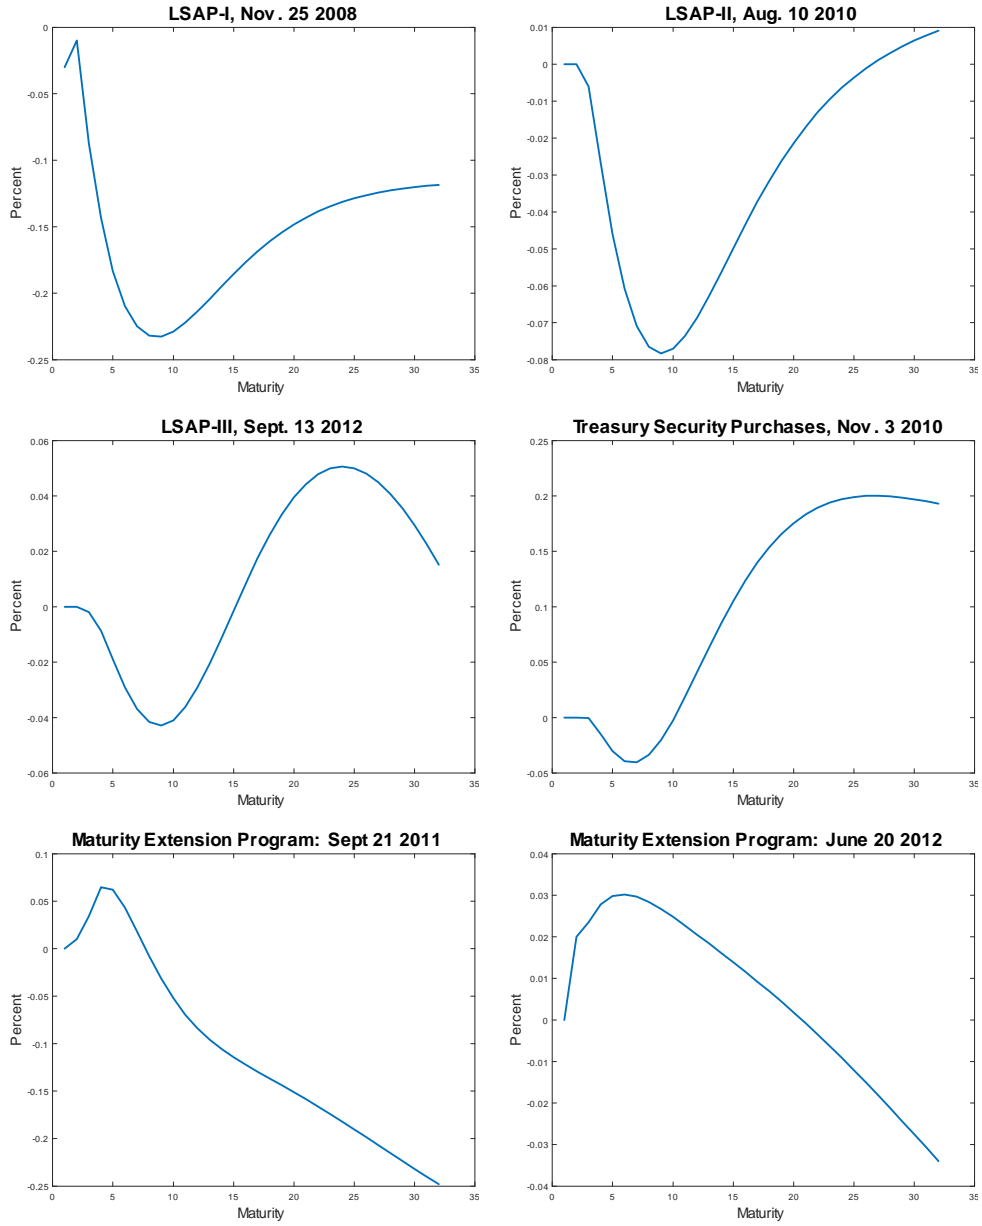 LSAP-I, Nov. 25 2008
0
-0.05
-0.1
-0.15
-0.2
-0.25
Percent
0 5 10 15 20 25 30 35
Maturity
LSAP-II, Aug. 10 2010
0.01
0
-0.01
-0.02
-0.03
-0.04
-0.05
-0.06
-0.07
-0.08
Percent
0 5 10 15 20 25 30 35
Maturity
LSAP-III, Sept. 13 2012
0.06
0.04
0.02
0
-0.02
-0.04
-0.06
Percent
0 5 10 15 20 25 30 35
Maturity
Treasury Security Purchases, Nov. 3 2010
0.25
0.2
0.15
0.1
0.05
0
-0.05
Percent
0 5 10 15 20 25 30 35
Maturity
Maturity Extension Program: Sept 21 2011
0.1
0.05
0
-0.05
-0.1
-0.15
-0.2
-0.25
Percent
0 5 10 15 20 25 30 35
Maturity
Maturity Extension Program: June 20 2012
0.04
0.03
0.02
0.01
0
-0.01
-0.02
-0.03
-0.04
Percent
0 5 10 15 20 25 30 35
Maturity